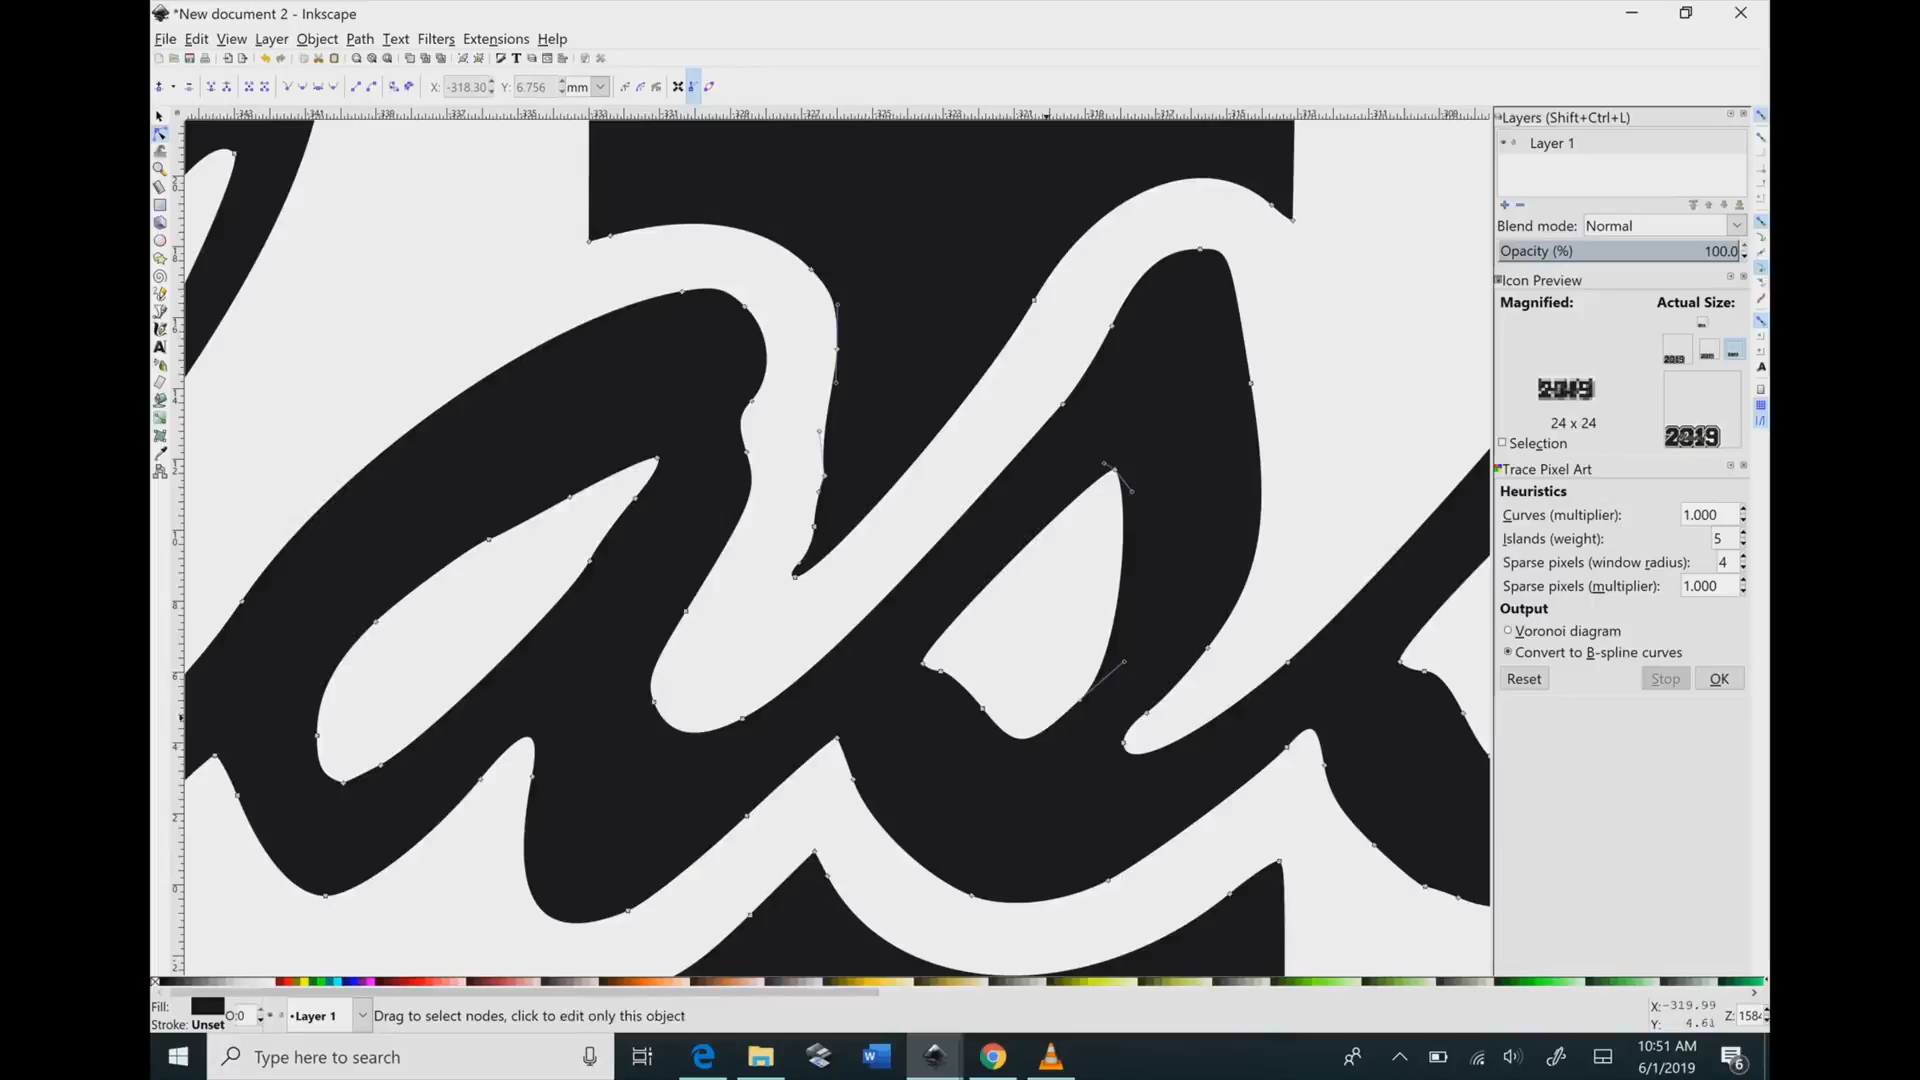 *New document 2 - Inkscape
File Edit View Layer Object Path Text Filters Extensions Help
X: -318.30 Y: 6.756 mm
Layers (Shift+Ctrl+L)
Layer 1
Blend mode: Normal
Opacity (%) 100.0
Icon Preview
Magnified: Actual Size:
2019
24 x 24
2019
Selection
Trace Pixel Art
Heuristics
Curves (multiplier): 1.000
Islands (weight): 5
Sparse pixels (window radius): 4
Sparse pixels (multiplier): 1.000
Output
Voronoi diagram
Convert to B-spline curves
Reset Stop OK
as
Fill: O:0 •Layer 1 Drag to select nodes, click to edit only this object
Stroke: Unset
X:-319.99
Y: 4.61
Z: 1584
Type here to search
10:51 AM
6/1/2019
6